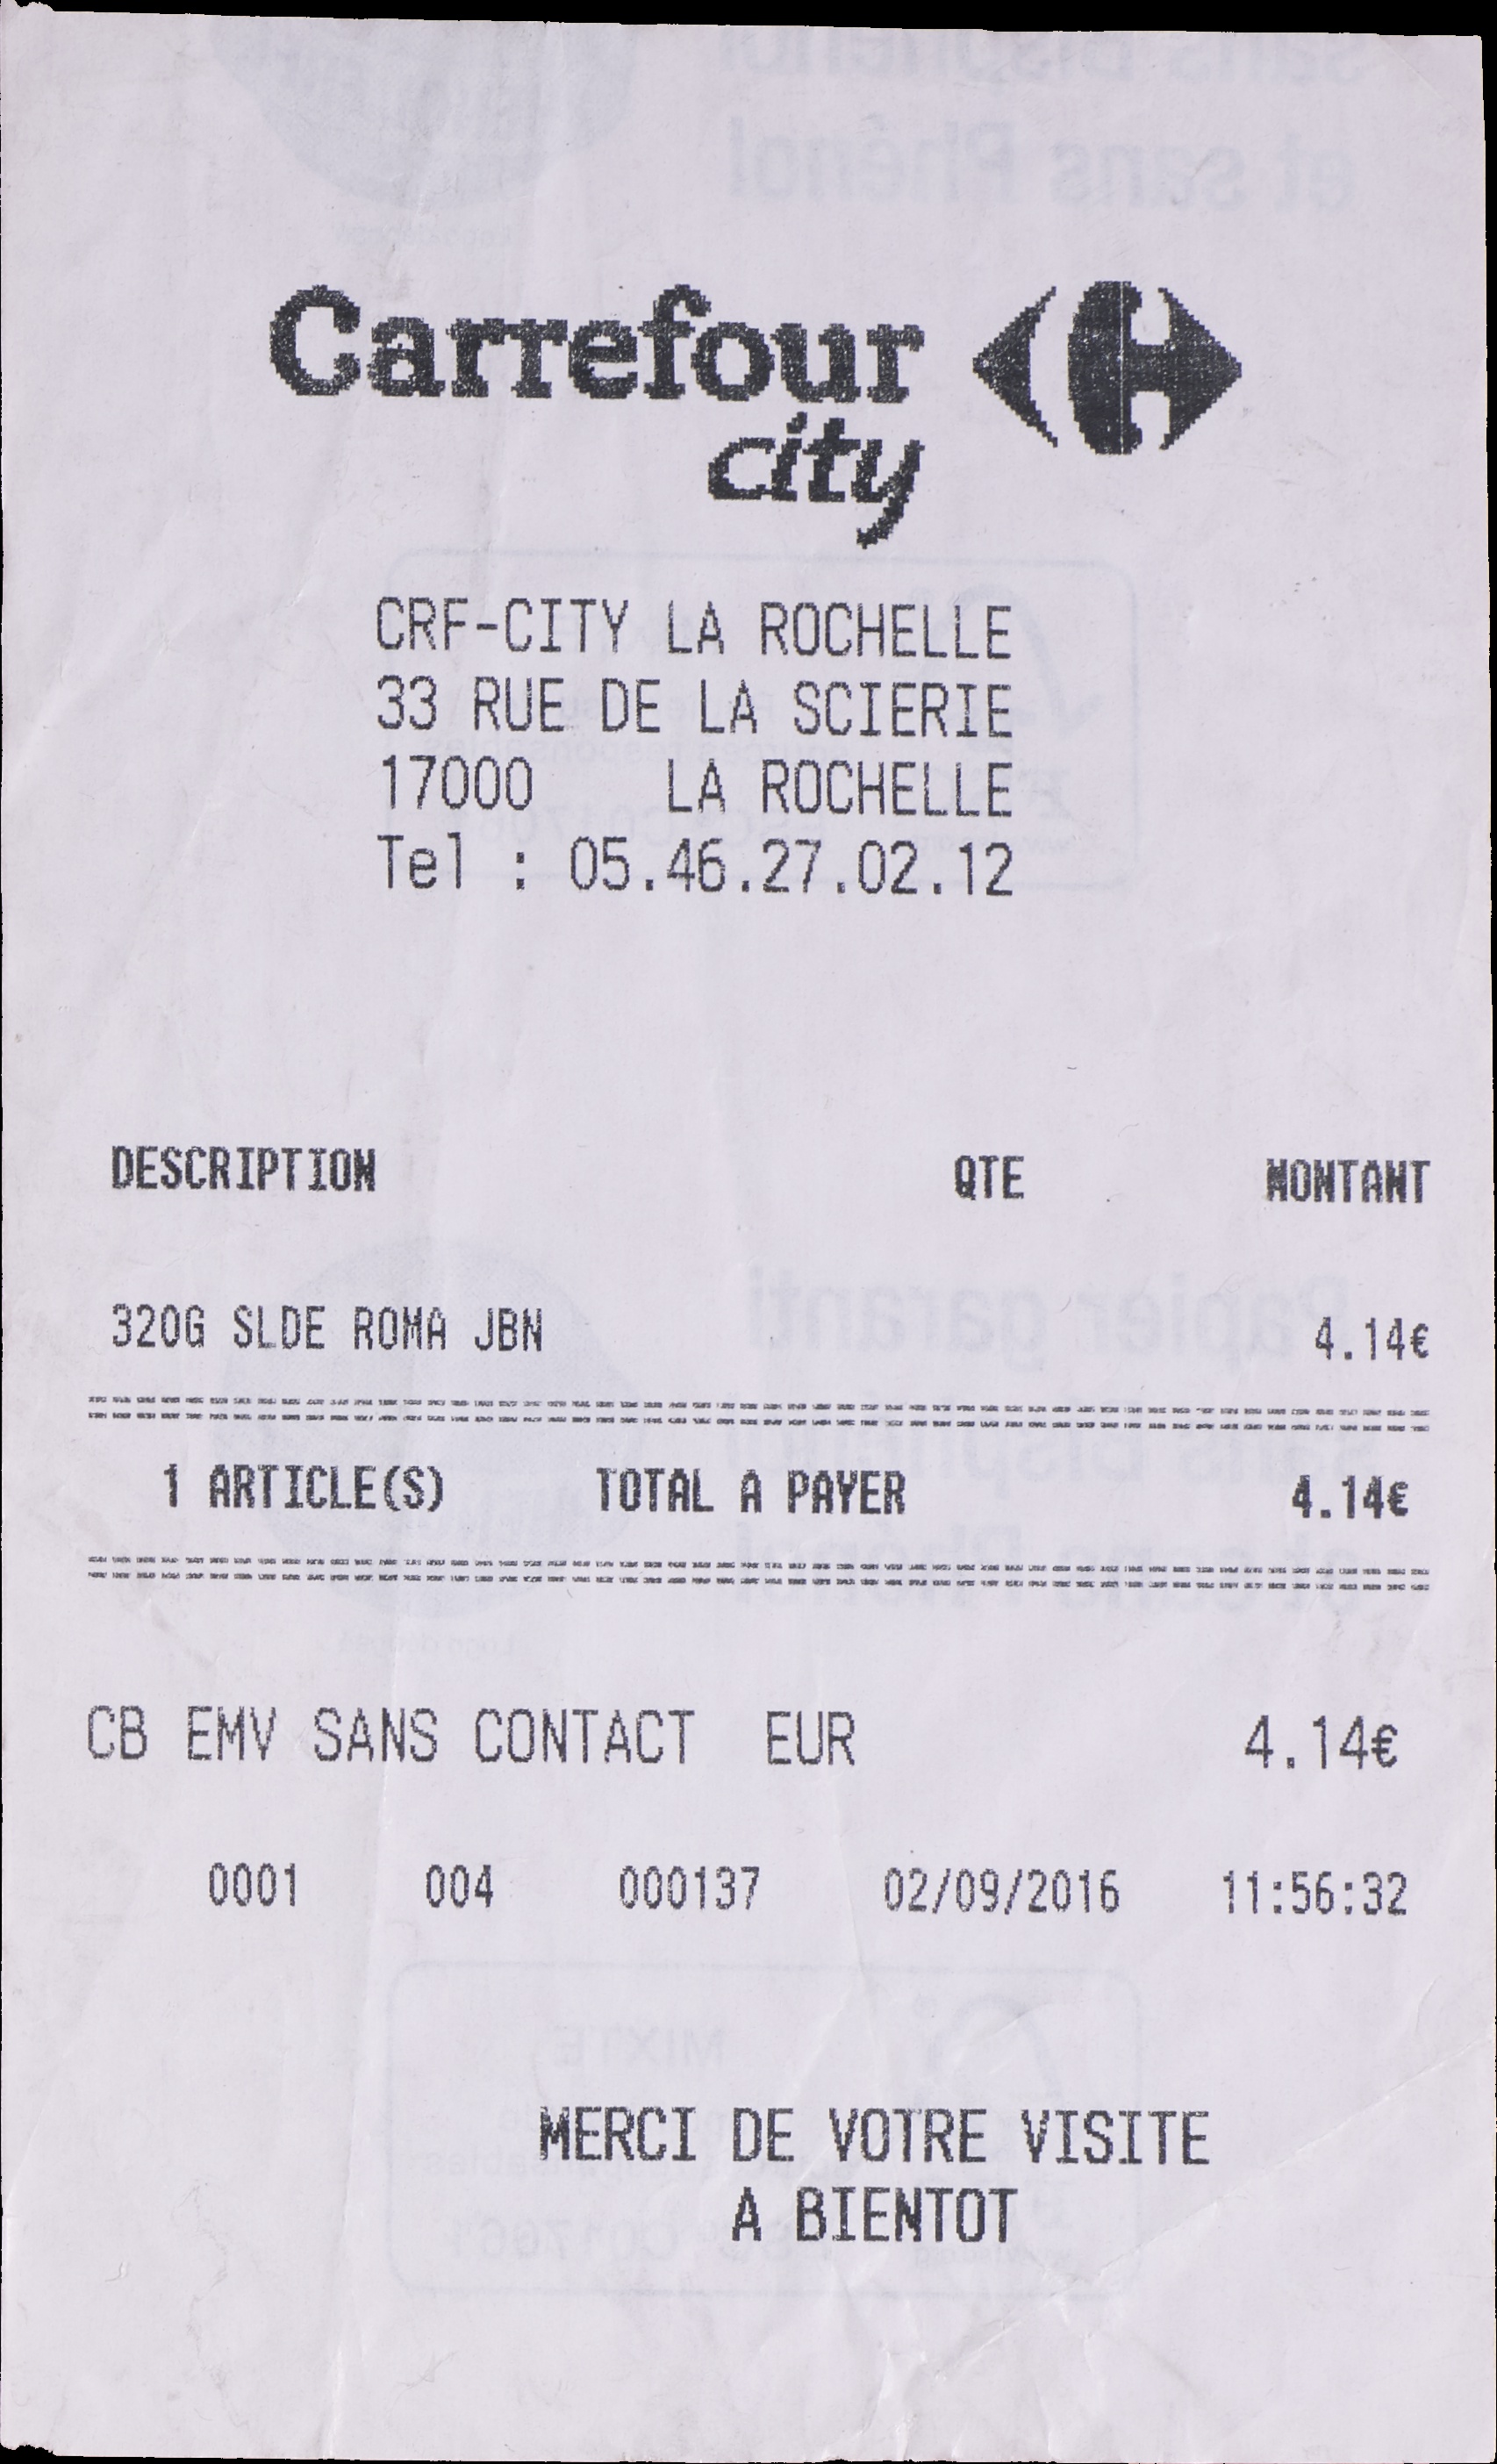 Carrefour
city
CRF-CITY LA ROCHELLE
33 RUE DE LA SCIERIE
17000 LA ROCHELLE
Tel : 05.46.27.02.12
DESCRIPTION QTE MONTANT
320G SLDE ROMA JBN 4.14€
1 ARTICLE(S) TOTAL A PAYER 4.14€
CB EMV SANS CONTACT EUR 4.14€
0001 004 000137 02/09/2016 11:56:32
MERCI DE VOTRE VISITE
A BIENTOT